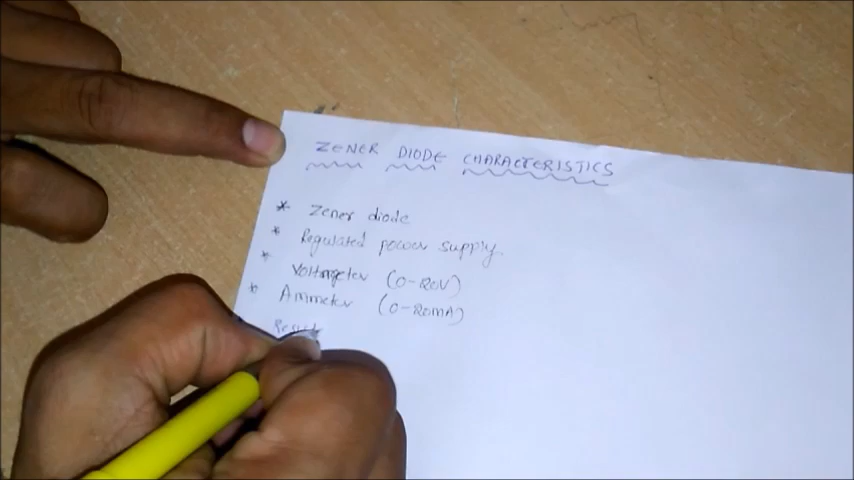 ZENER DIODE CHARACTERISTICS
* Zener diode
* Regulated power supply.
* Voltmeter (0-20V)
* Ammeter (0-20mA)